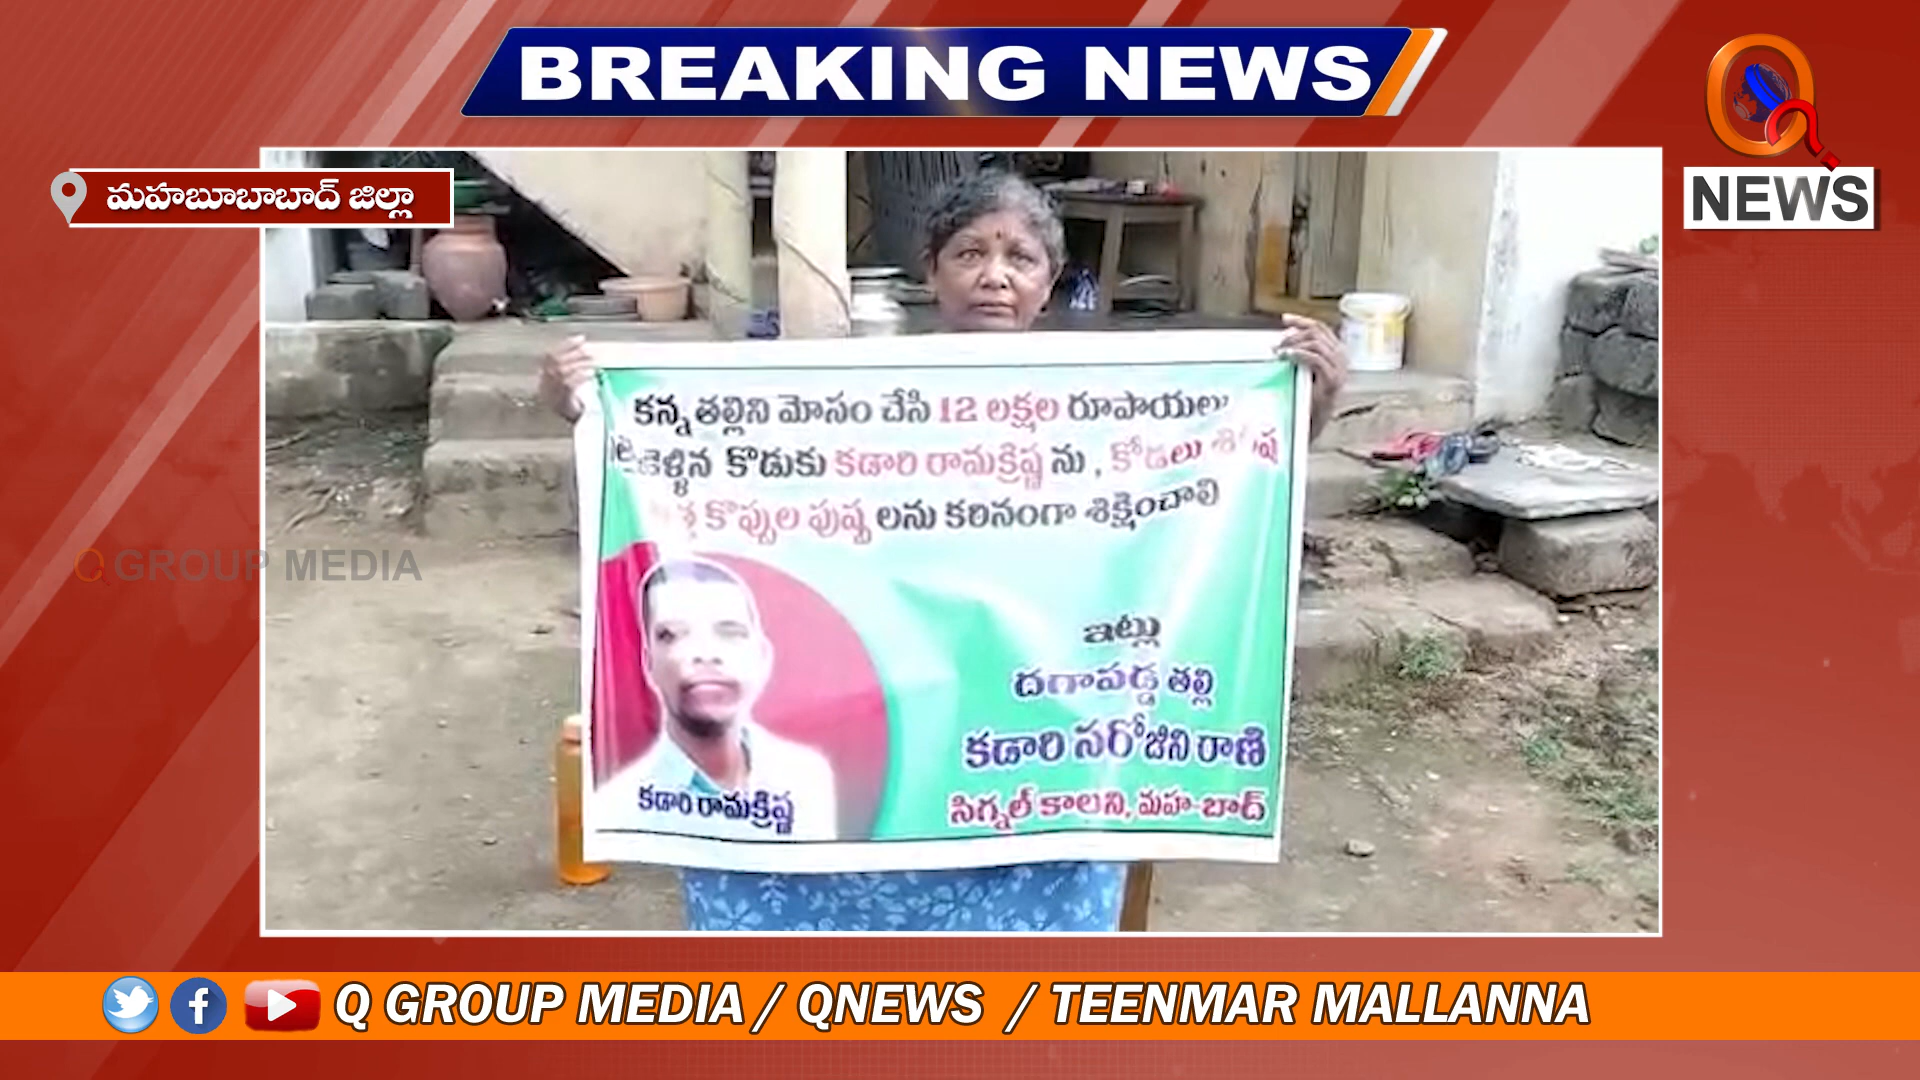 BREAKING NEWS
Q
NEWS
మహబూబాబాద్ జిల్లా
కన్న తల్లిని మోసం చేసి 12 లక్షల రూపాయలు
కొడుకు కడారి రామక్రిష్ణ ను, కోడలు
కొప్పుల పుష్ప లను కఠినంగా శిక్షించాలి
Q GROUP MEDIA
ఇట్లు
దగాపడ్డ తల్లి
కడారి సరోజిని రాణి
కడారి రామక్రిష్ణ
సిగ్నల్ కాలని, మహ-బాద్
Q GROUP MEDIA / QNEWS / TEENMAR MALLANNA